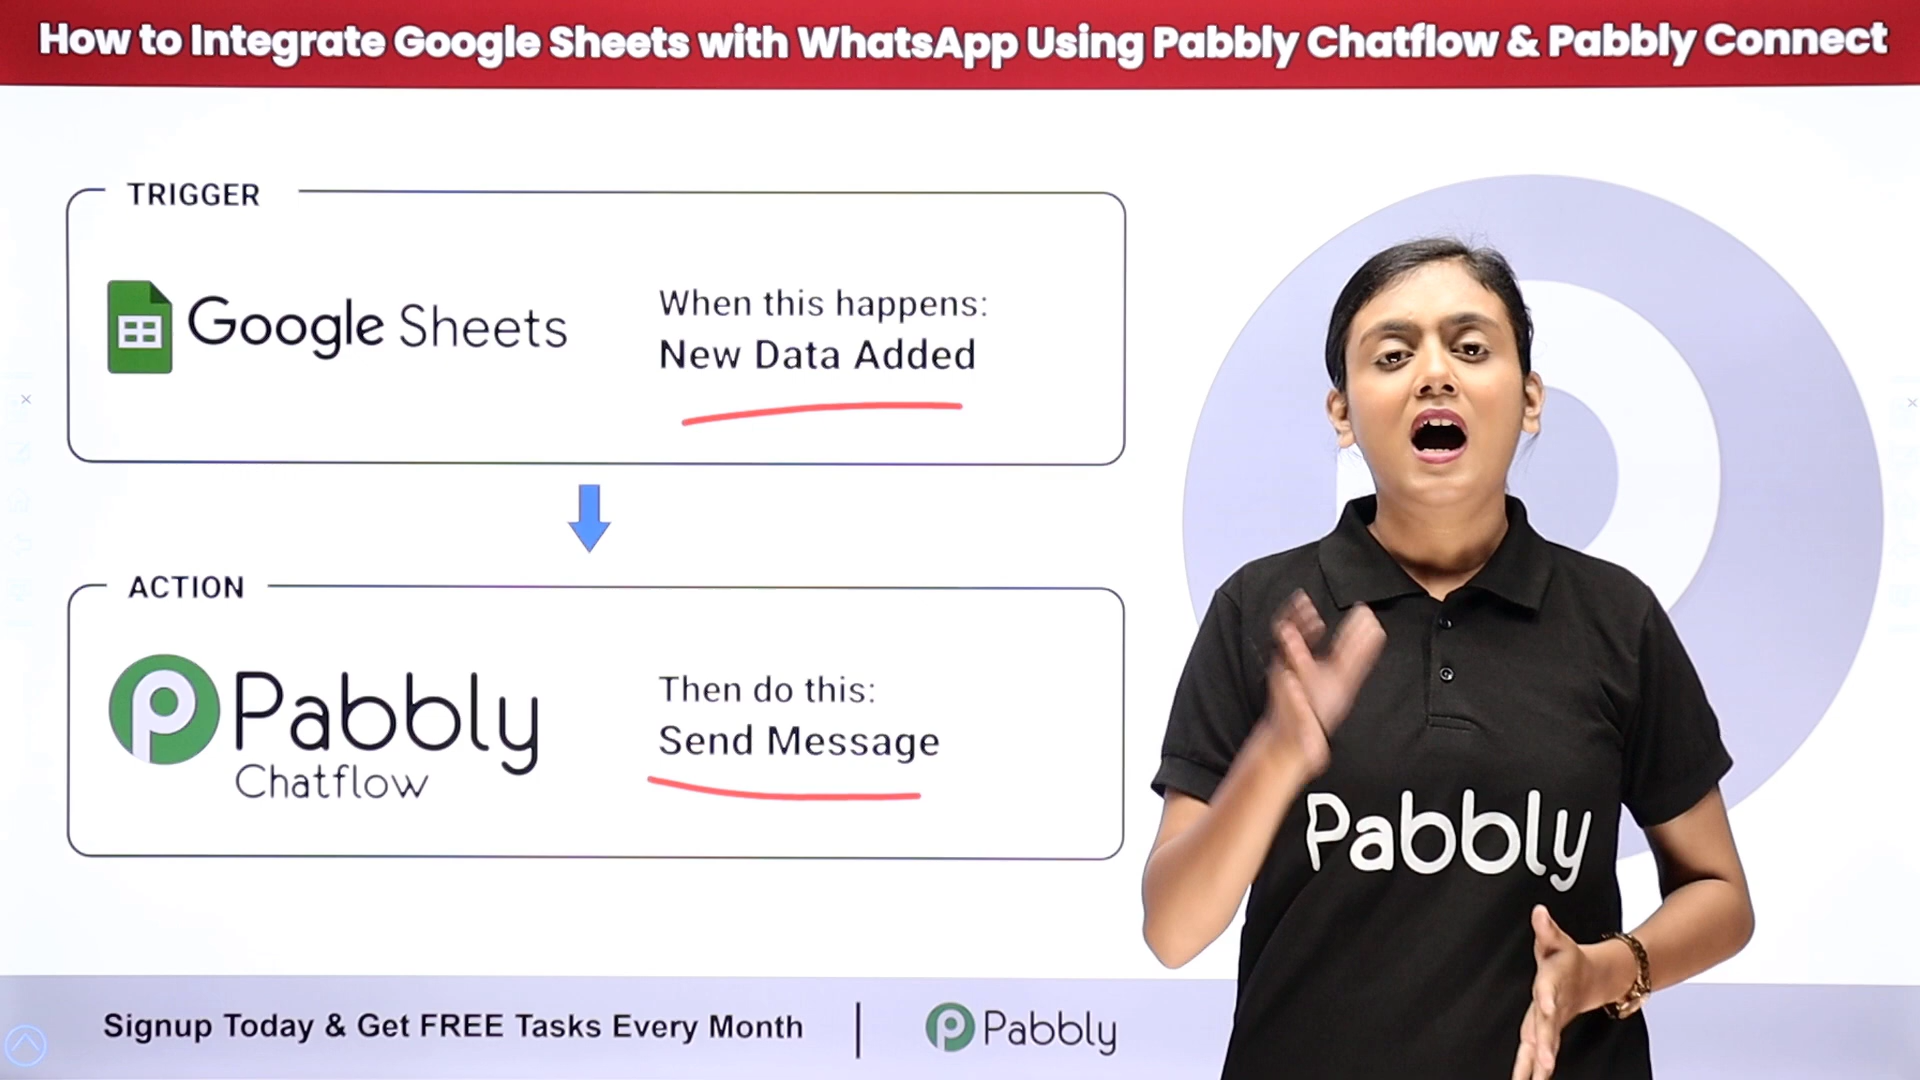 How to Integrate Google Sheets with WhatsApp Using Pabbly Chatflow & Pabbly Connect
TRIGGER
Google Sheets
When this happens:
New Data Added
ACTION
Pabbly
Chatflow
Then do this:
Send Message
Pabbly
Signup Today & Get FREE Tasks Every Month
Pabbly